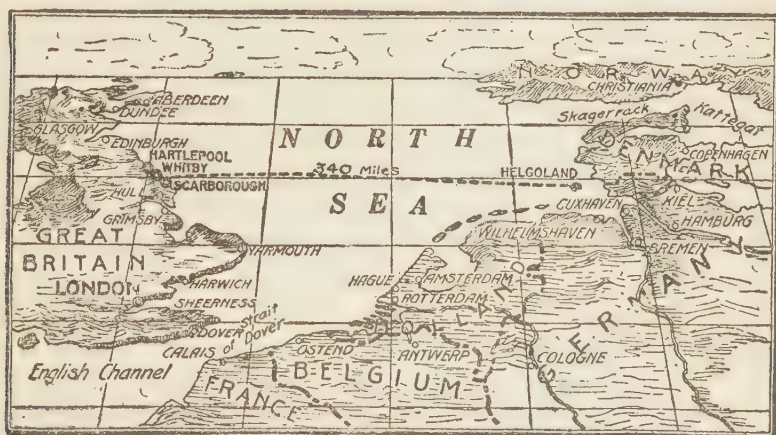 NORWAY
CHRISTIANIA
ABERDEEN
DUNDEE
Skagerrack
Kattegat
GLASGOW
EDINBURGH
NORTH
HARTLEPOOL
WHITBY
DENMARK
COPENHAGEN
340 Miles
HELGOLAND
SCARBOROUGH
HULL
SEA
CUXHAVEN
KIEL
GRIMSBY
HAMBURG
GREAT
BRITAIN
WILHELMSHAVEN
BREMEN
YARMOUTH
LONDON
HARWICH
HAGUE
AMSTERDAM
SHEERNESS
ROTTERDAM
LAND
GERMANY
DOVER
Strait
of Dover
CALAIS
OSTEND
ANTWERP
COLOGNE
English Channel
BELGIUM
FRANCE